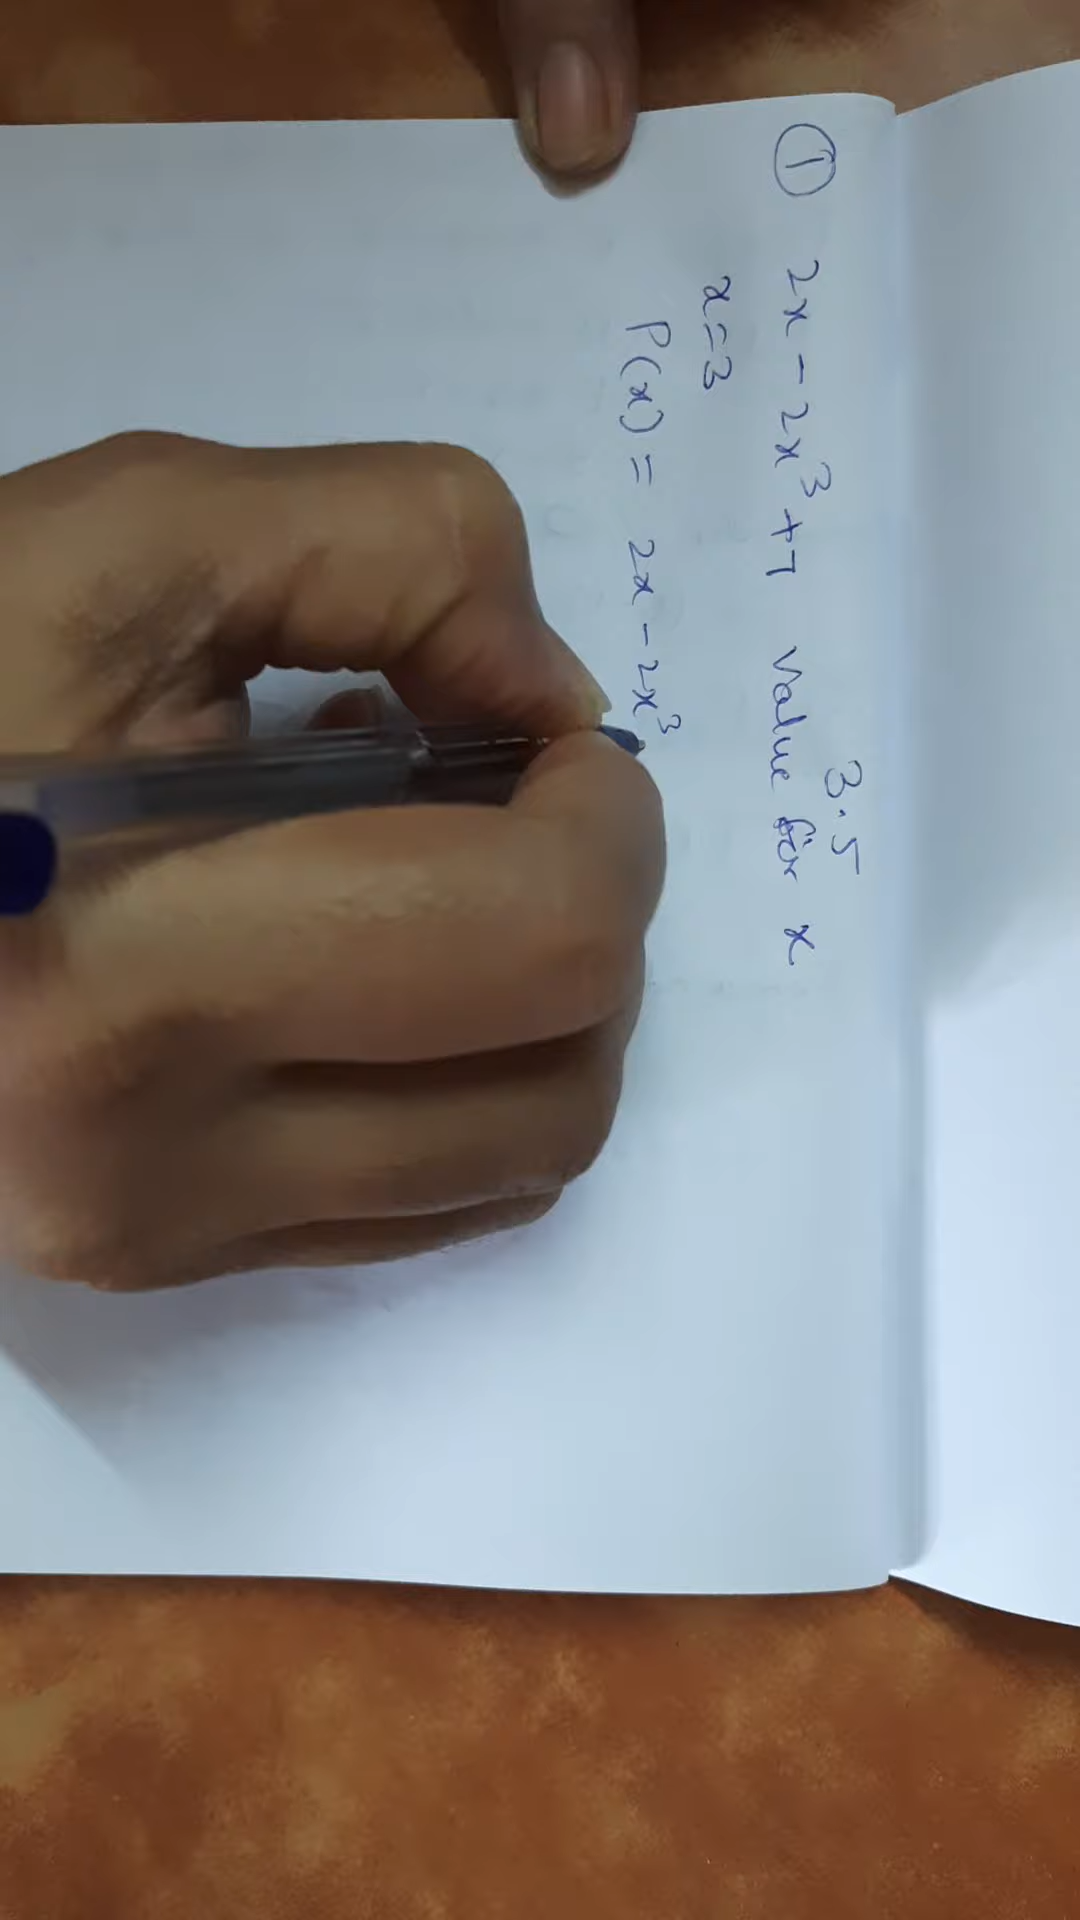 3.5
① 2x - 2x³ + 7 value for x
x = 3
P(x) = 2x - 2x³